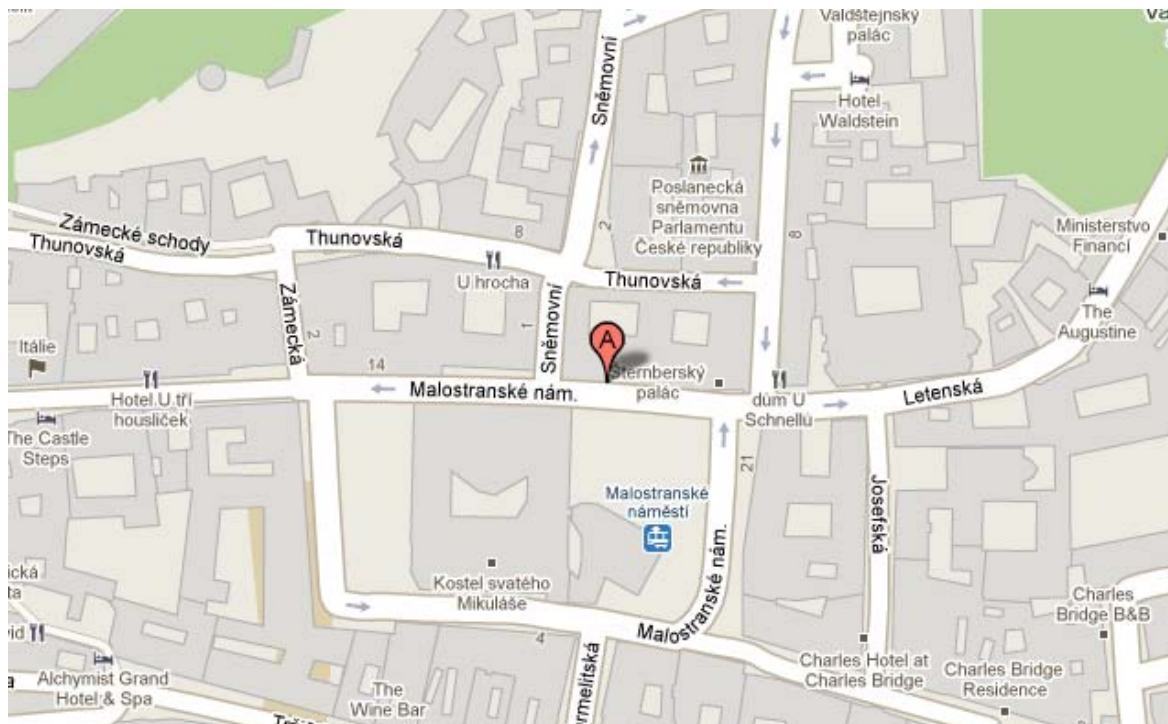 Valdštejnský
palác
Sněmovní
Hotel
Waldstein
Poslanecká
sněmovna
Parlamentu
České republiky
2
8
8
Ministerstvo
Financí
Zámecké schody
Thunovská
Thunovská
U hrocha
Thunovská
The
Augustine
Zámecká
2
Sněmovní
1
A
Itálie
14
Malostranské nám.
Šternberský
palác
Hotel U tří
housliček
dům U
Schnellů
Letenská
The Castle
Steps
21
Malostranské
náměstí
Malostranské nám.
Josefská
Kostel svatého
Mikuláše
4
Malostranské nám.
Charles
Bridge B&B
Charles Hotel at
Charles Bridge
Charles Bridge
Residence
Alchymist Grand
Hotel & Spa
The
Wine Bar